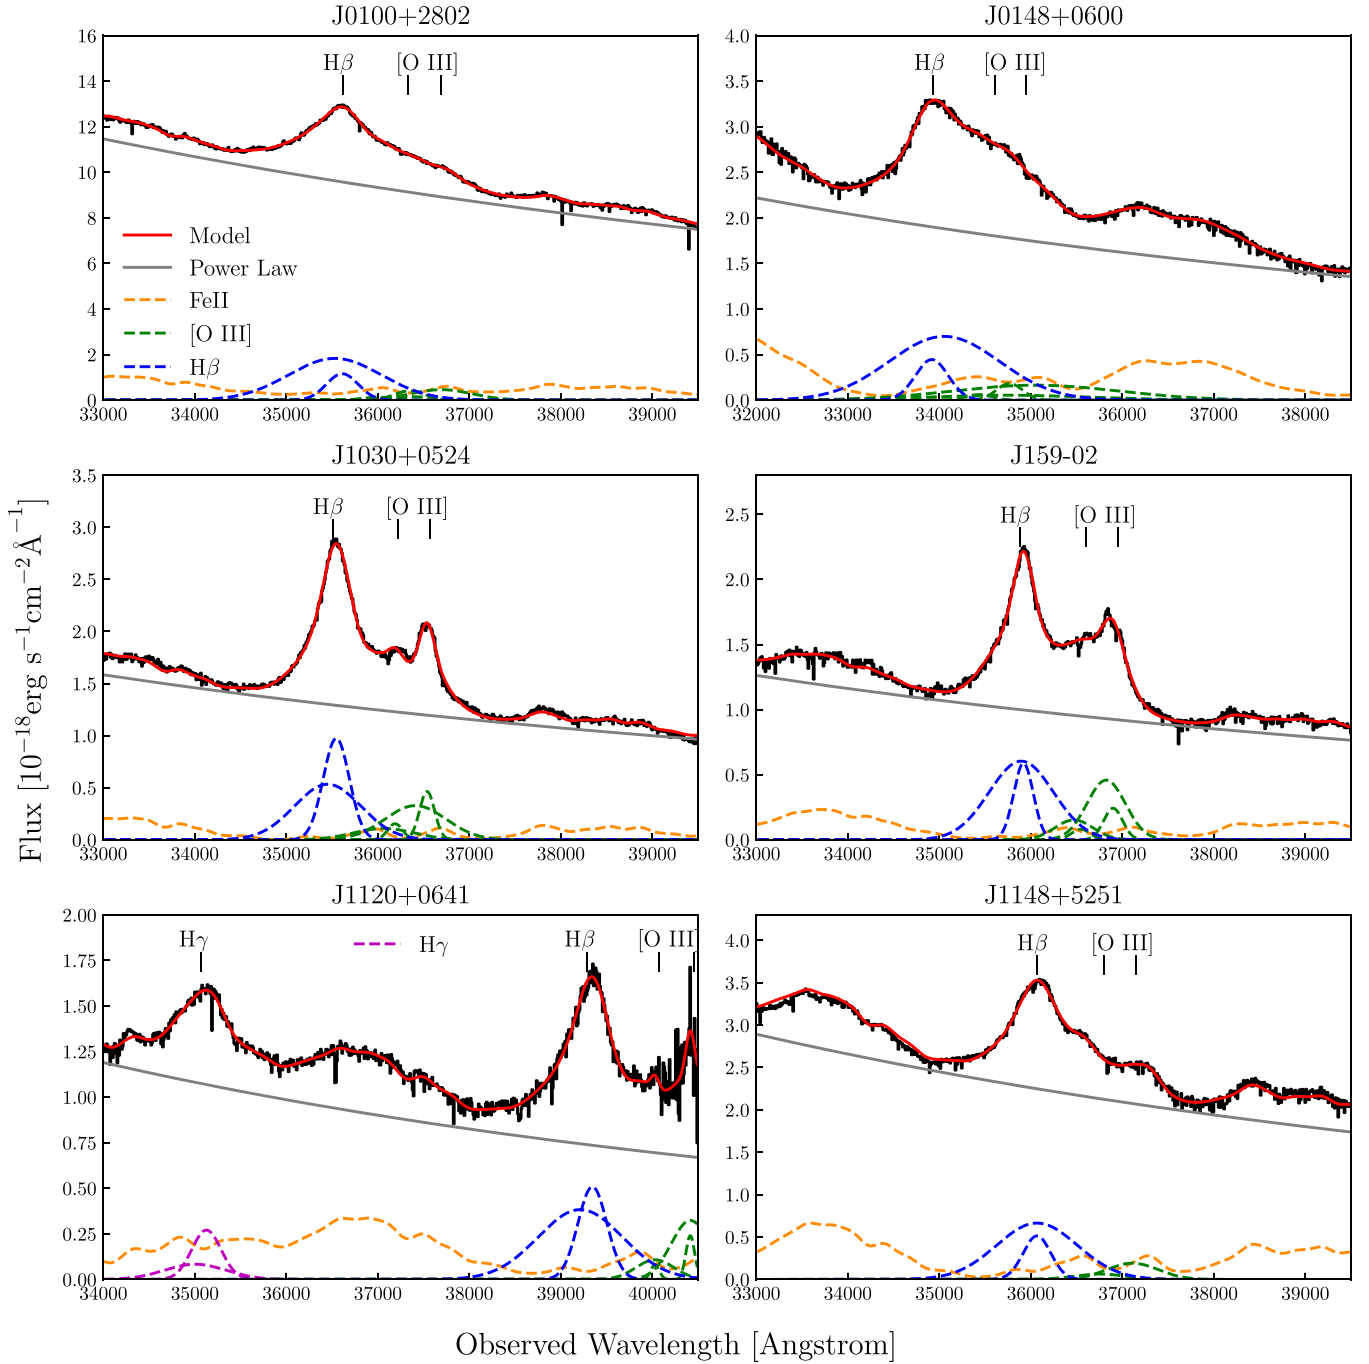 J0100+2802
J0148+0600
16
14
12
10
8
6
4
2
0
Hβ
[O III]
Model
Power Law
FeII
[O III]
Hβ
33000 34000 35000 36000 37000 38000 39000
4.0
3.5
3.0
2.5
2.0
1.5
1.0
0.5
0.0
Hβ
[O III]
32000 33000 34000 35000 36000 37000 38000
J1030+0524
J159-02
3.5
3.0
2.5
2.0
1.5
1.0
0.5
0.0
Hβ
[O III]
33000 34000 35000 36000 37000 38000 39000
2.5
2.0
1.5
1.0
0.5
0.0
Hβ
[O III]
33000 34000 35000 36000 37000 38000 39000
Flux [10⁻¹⁸erg s⁻¹cm⁻²Å⁻¹]
J1120+0641
J1148+5251
2.00
1.75
1.50
1.25
1.00
0.75
0.50
0.25
0.00
Hγ
Hγ
Hβ
[O III]
34000 35000 36000 37000 38000 39000 40000
4.0
3.5
3.0
2.5
2.0
1.5
1.0
0.5
0.0
Hβ
[O III]
33000 34000 35000 36000 37000 38000 39000
Observed Wavelength [Angstrom]